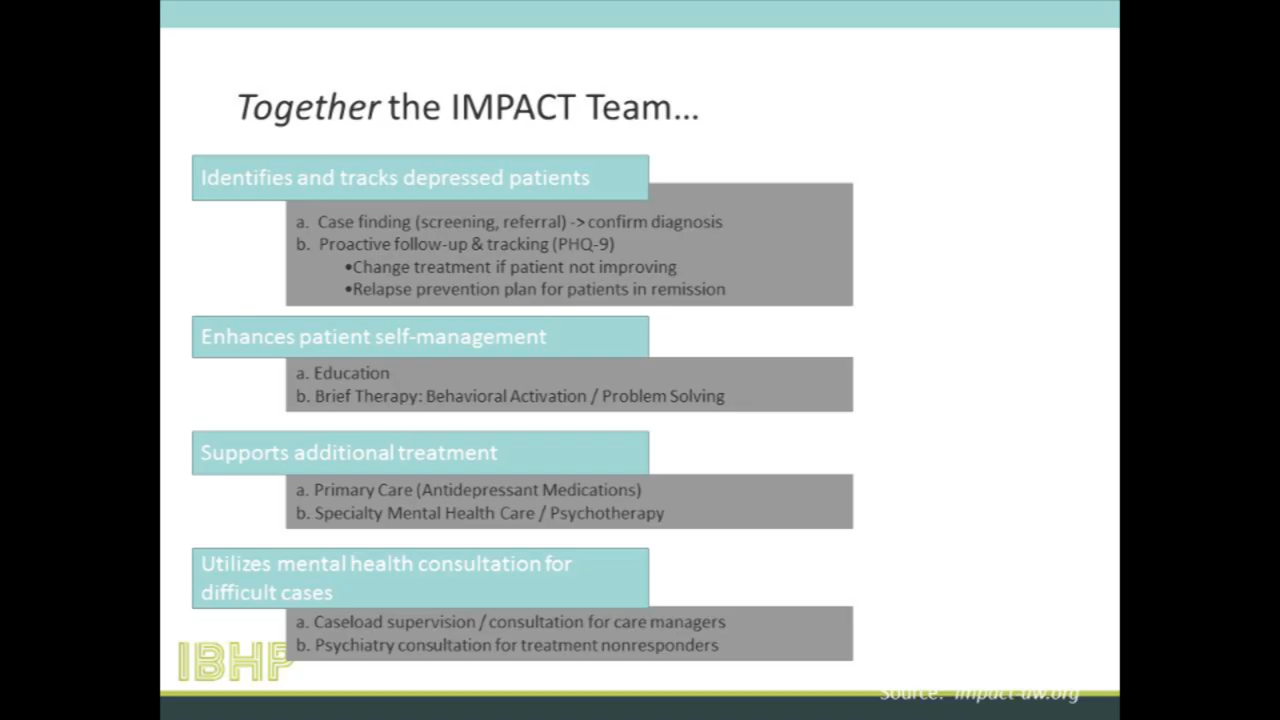 Together the IMPACT Team...
Identifies and tracks depressed patients
a. Case finding (screening, referral) -> confirm diagnosis
b. Proactive follow-up & tracking (PHQ-9)
•Change treatment if patient not improving
•Relapse prevention plan for patients in remission
Enhances patient self-management
a. Education
b. Brief Therapy: Behavioral Activation / Problem Solving
Supports additional treatment
a. Primary Care (Antidepressant Medications)
b. Specialty Mental Health Care / Psychotherapy
Utilizes mental health consultation for
difficult cases
a. Caseload supervision / consultation for care managers
b. Psychiatry consultation for treatment nonresponders
IBHP
Source: impact-uw.org